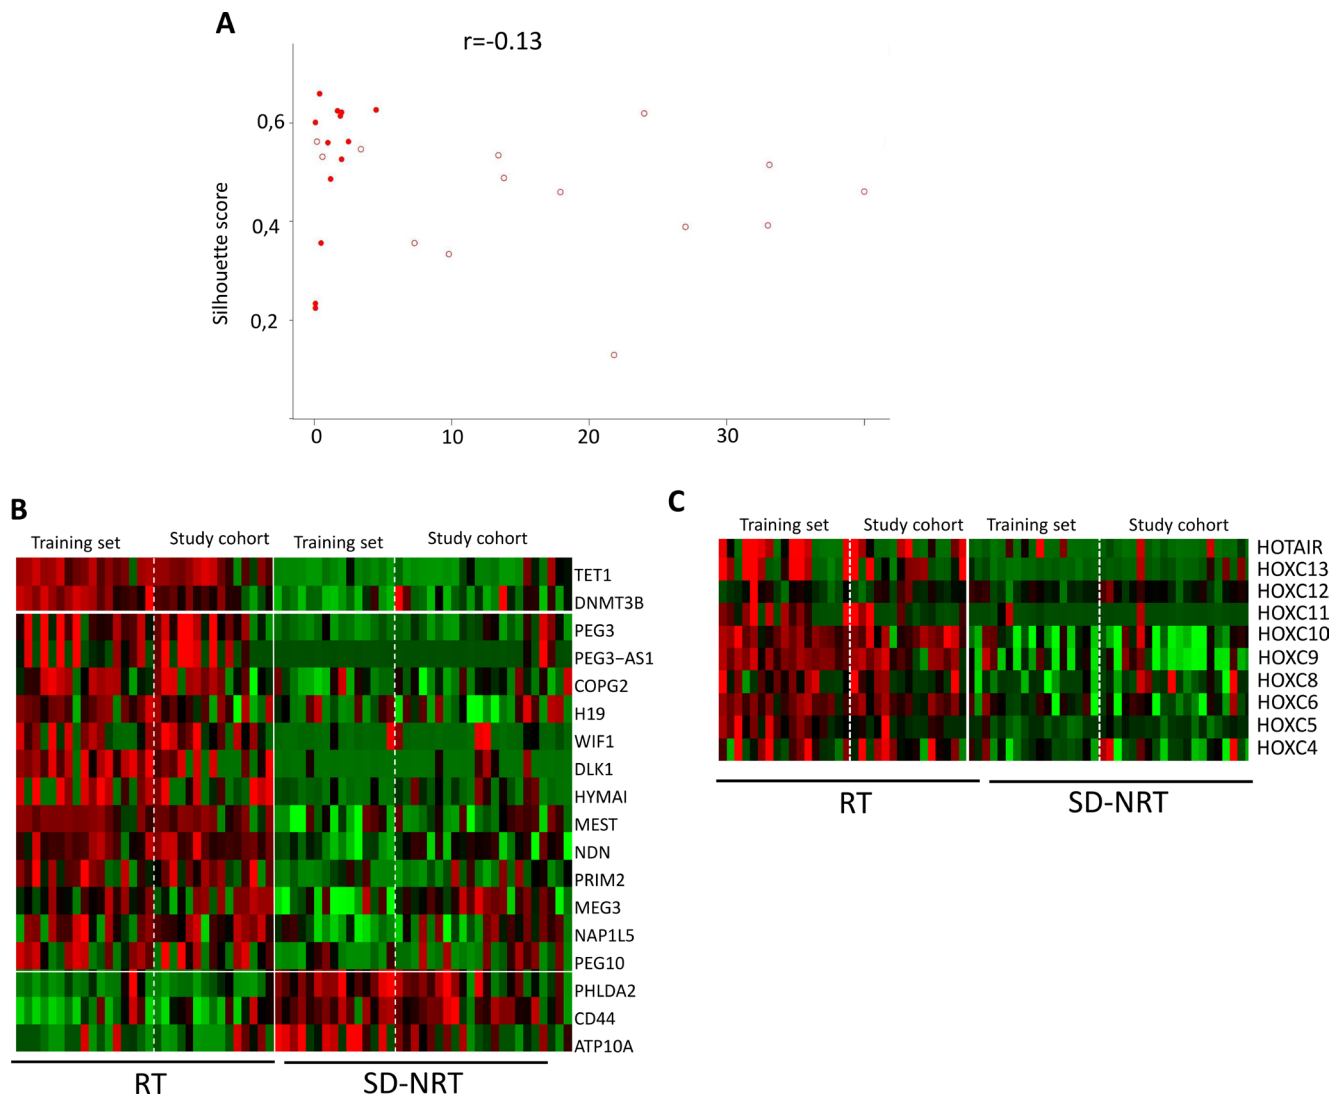 A
r=-0.13
Silhouette score
0,6
0,4
0,2
0 10 20 30
B
Training set Study cohort Training set Study cohort
TET1
DNMT3B
PEG3
PEG3-AS1
COPG2
H19
WIF1
DLK1
HYMAI
MEST
NDN
PRIM2
MEG3
NAP1L5
PEG10
PHLDA2
CD44
ATP10A
RT SD-NRT
C
Training set Study cohort Training set Study cohort
HOTAIR
HOXC13
HOXC12
HOXC11
HOXC10
HOXC9
HOXC8
HOXC6
HOXC5
HOXC4
RT SD-NRT